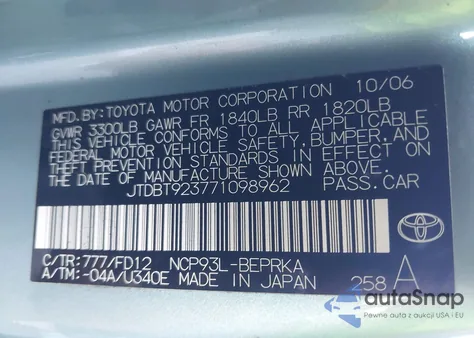 MFD. BY: TOYOTA MOTOR CORPORATION 10/06
GVWR 3300LB GAWR FR 1840LB RR 1820LB
THIS VEHICLE CONFORMS TO ALL APPLICABLE
FEDERAL MOTOR VEHICLE SAFETY, BUMPER, AND
THEFT PREVENTION STANDARDS IN EFFECT ON
THE DATE OF MANUFACTURE SHOWN ABOVE.
JTDBT923771098962 PASS. CAR
C/TR: 777/FD12 NCP93L-BEPRKA
A/TM: -04A/U340E MADE IN JAPAN 258 A
TOYOTA
autoSnap
Pewne auta z aukcji USA i EU